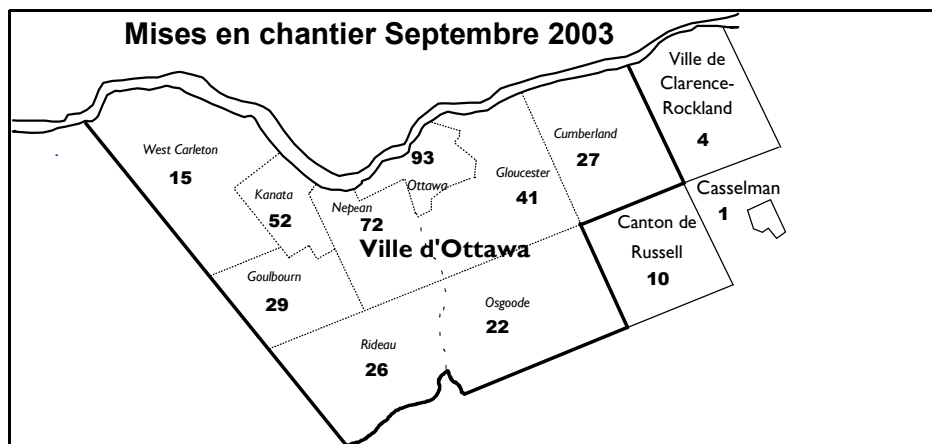 Mises en chantier Septembre 2003
Ville de
Clarence-
Rockland
4
West Carleton
15
93
Ottawa
Cumberland
27
Kanata
52
Nepean
72
Gloucester
41
Casselman
1
Ville d'Ottawa
Canton de
Russell
10
Goulbourn
29
Osgoode
22
Rideau
26